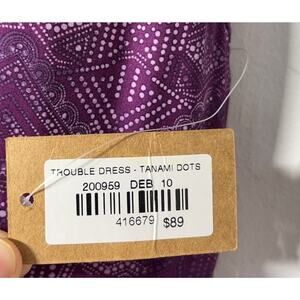 TROUBLE DRESS - TANAMI DOTS
200959 DEB 10
416679 $89